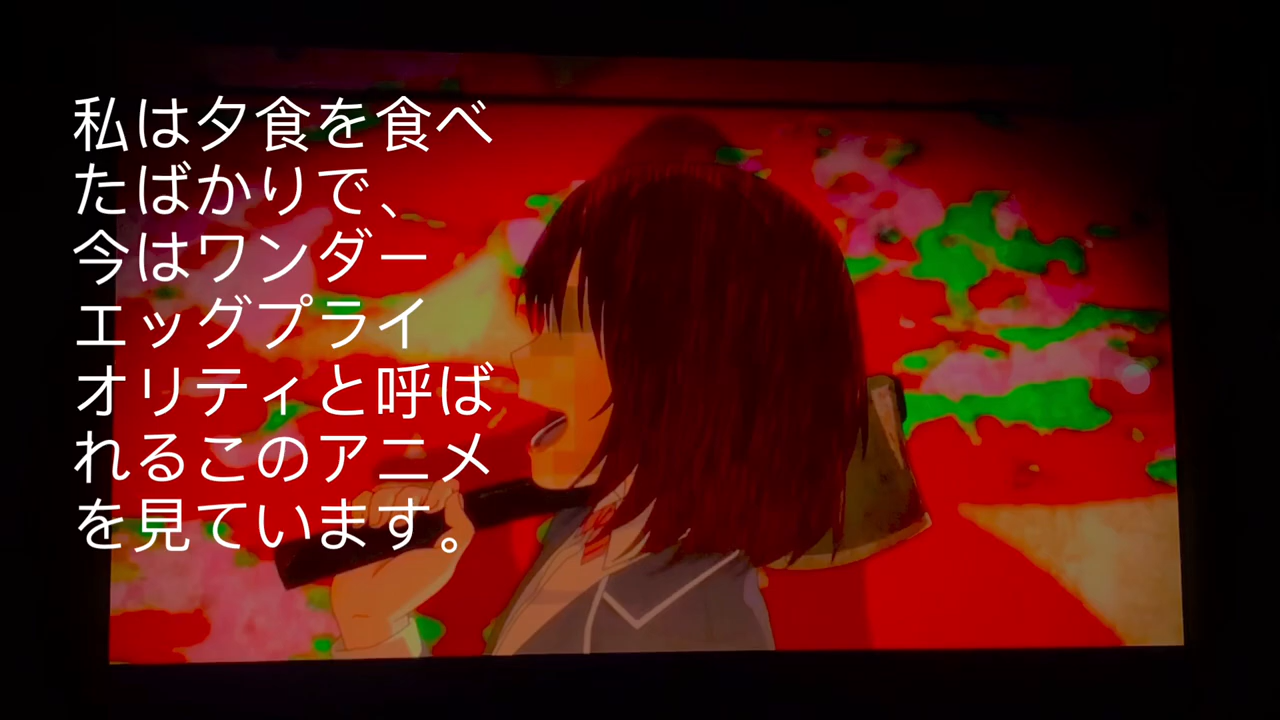 私は夕食を食べ
たばかりで、
今はワンダー
エッグプライ
オリティと呼ば
れるこのアニメ
を見ています。